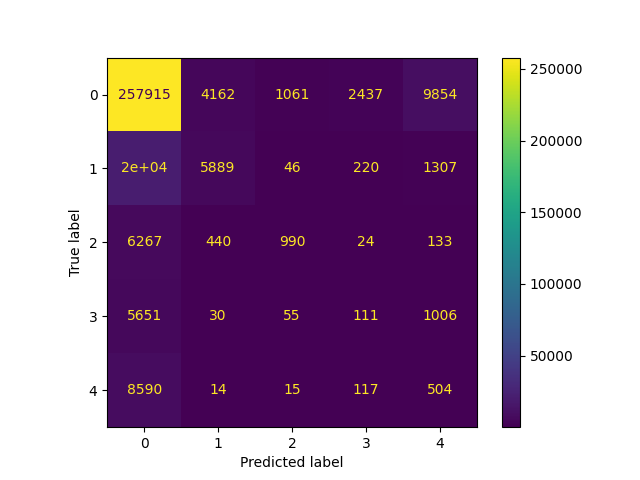 0 257915 4162 1061 2437 9854 250000
200000
1 2e+04 5889 46 220 1307
150000
2 6267 440 990 24 133
True label
100000
3 5651 30 55 111 1006
50000
4 8590 14 15 117 504
0 1 2 3 4
Predicted label